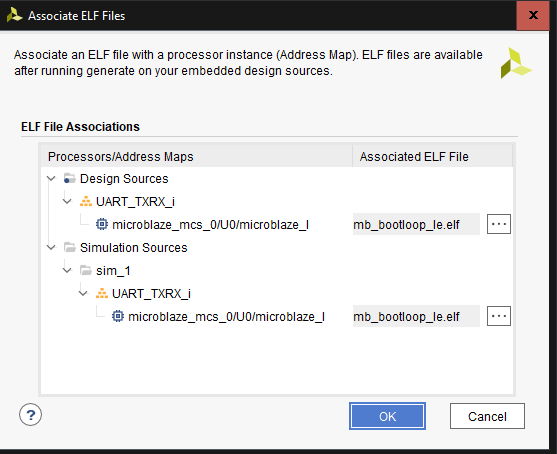 Associate ELF Files
Associate an ELF file with a processor instance (Address Map). ELF files are available
after running generate on your embedded design sources.
ELF File Associations
Processors/Address Maps Associated ELF File
Design Sources
UART_TXRX_i
microblaze_mcs_0/U0/microblaze_I mb_bootloop_le.elf ...
Simulation Sources
sim_1
UART_TXRX_i
microblaze_mcs_0/U0/microblaze_I mb_bootloop_le.elf ...
? OK Cancel